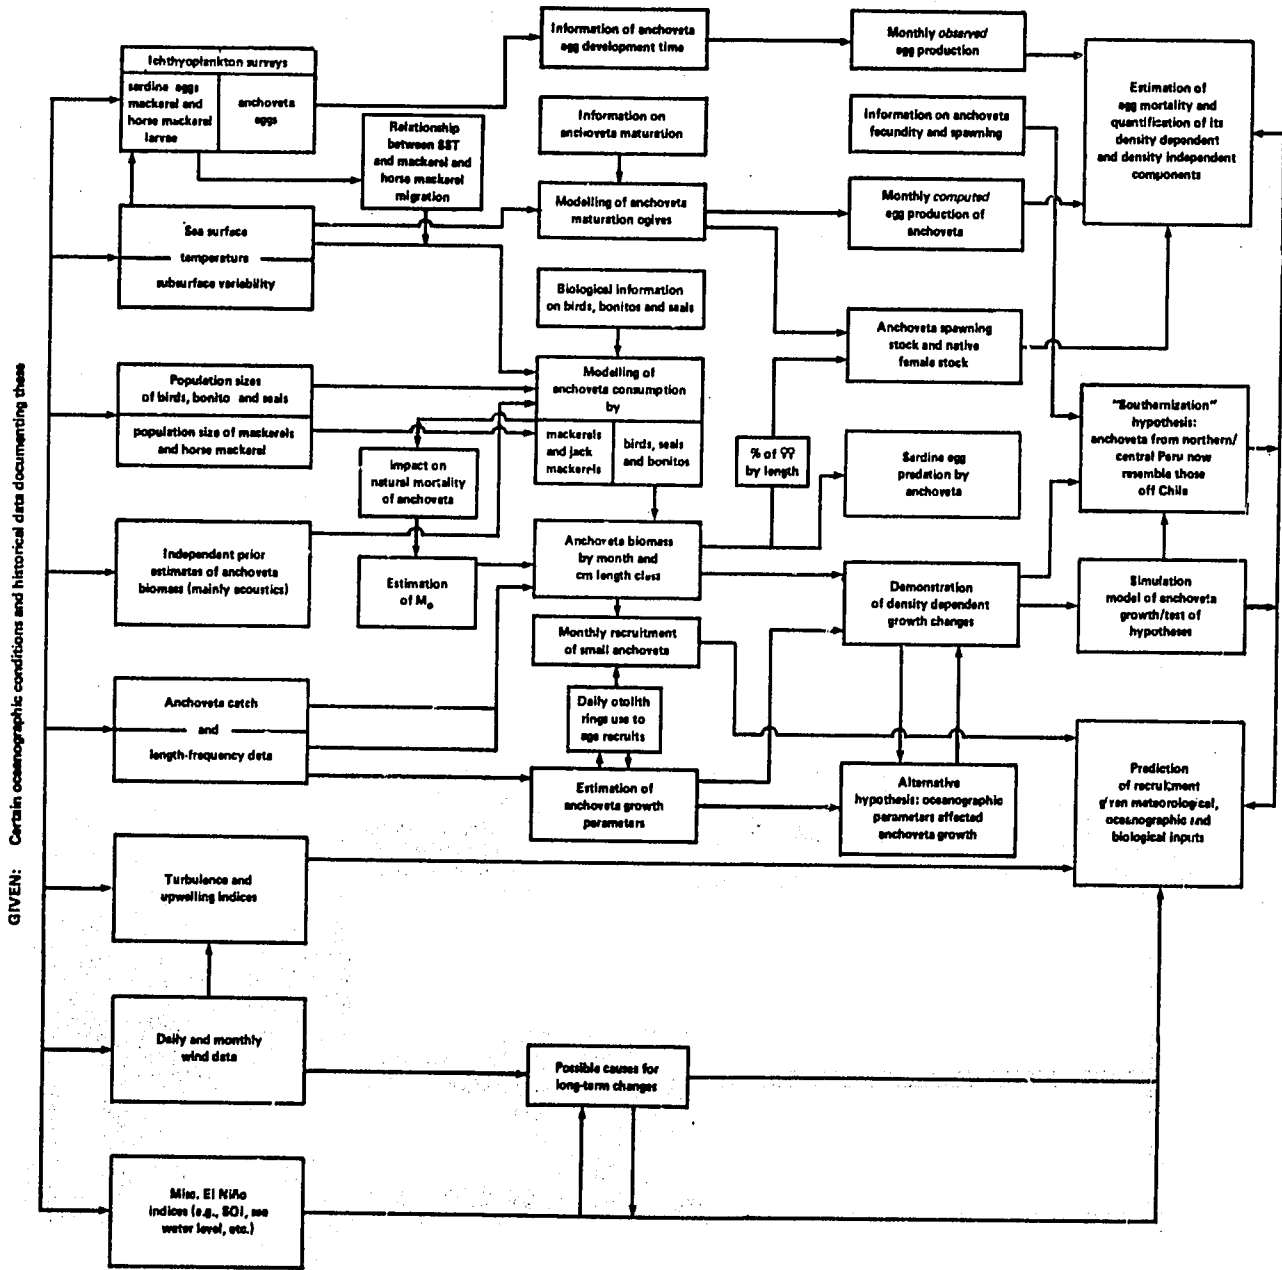 GIVEN: Certain oceanographic conditions and historical data documenting these
Ichthyoplankton surveys
sardine eggs
mackerel and
horse mackerel
larvae
anchoveta
eggs
Sea surface
temperature
subsurface variability
Population sizes
of birds, bonito and seals
population size of mackerels
and horse mackerel
Independent prior
estimates of anchoveta
biomass (mainly acoustics)
Anchoveta catch
and
length-frequency data
Turbulence and
upwelling indices
Daily and monthly
wind data
Misc. El Niño
indices (e.g., SOI, sea
water level, etc.)
Relationship
between SST
and mackerel and
horse mackerel
migration
Impact on
natural mortality
of anchoveta
Estimation
of Mo
Information of anchoveta
egg development time
Information on
anchoveta maturation
Modelling of anchoveta
maturation ogives
Biological information
on birds, bonitos and seals
Modelling of
anchoveta consumption
by
mackerels
and jack
mackerels
birds, seals
and bonitos
Anchoveta biomass
by month and
cm length class
Monthly recruitment
of small anchoveta
Daily otolith
rings use to
age recruits
Estimation of
anchoveta growth
parameters
Possible causes for
long-term changes
% of ♀♀
by length
Monthly observed
egg production
Information on anchoveta
fecundity and spawning
Monthly computed
egg production of
anchoveta
Anchoveta spawning
stock and native
female stock
Sardine egg
predation by
anchoveta
Demonstration
of density dependent
growth changes
Alternative
hypothesis: oceanographic
parameters affected
anchoveta growth
Estimation of
egg mortality and
quantification of its
density dependent
and density independent
components
"Southernization"
hypothesis:
anchoveta from northern/
central Peru now
resemble those
off Chile
Simulation
model of anchoveta
growth/test of
hypotheses
Prediction
of recruitment
given meteorological,
oceanographic and
biological inputs